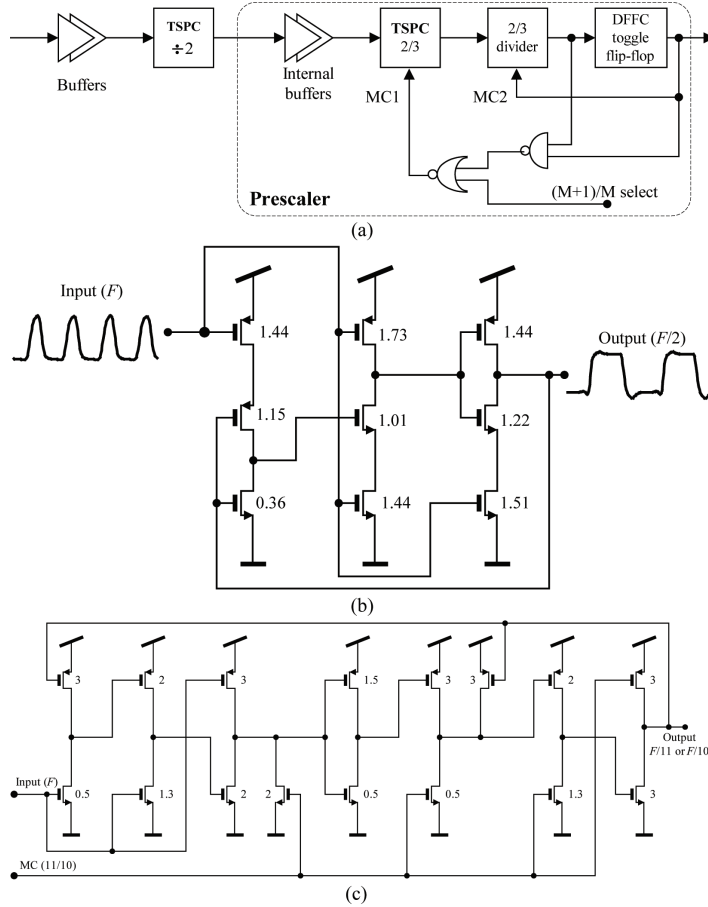 Buffers
TSPC
÷2
Internal
buffers
TSPC
2/3
2/3
divider
DFFC
toggle
flip-flop
MC1
MC2
(M+1)/M select
Prescaler
(a)
Input (F)
1.44
1.73
1.44
Output (F/2)
1.15
1.01
1.22
0.36
1.44
1.51
(b)
3
2
3
1.5
3
3
2
3
Output
F/11 or F/10
Input (F)
0.5
1.3
2
2
0.5
0.5
1.3
3
MC (11/10)
(c)